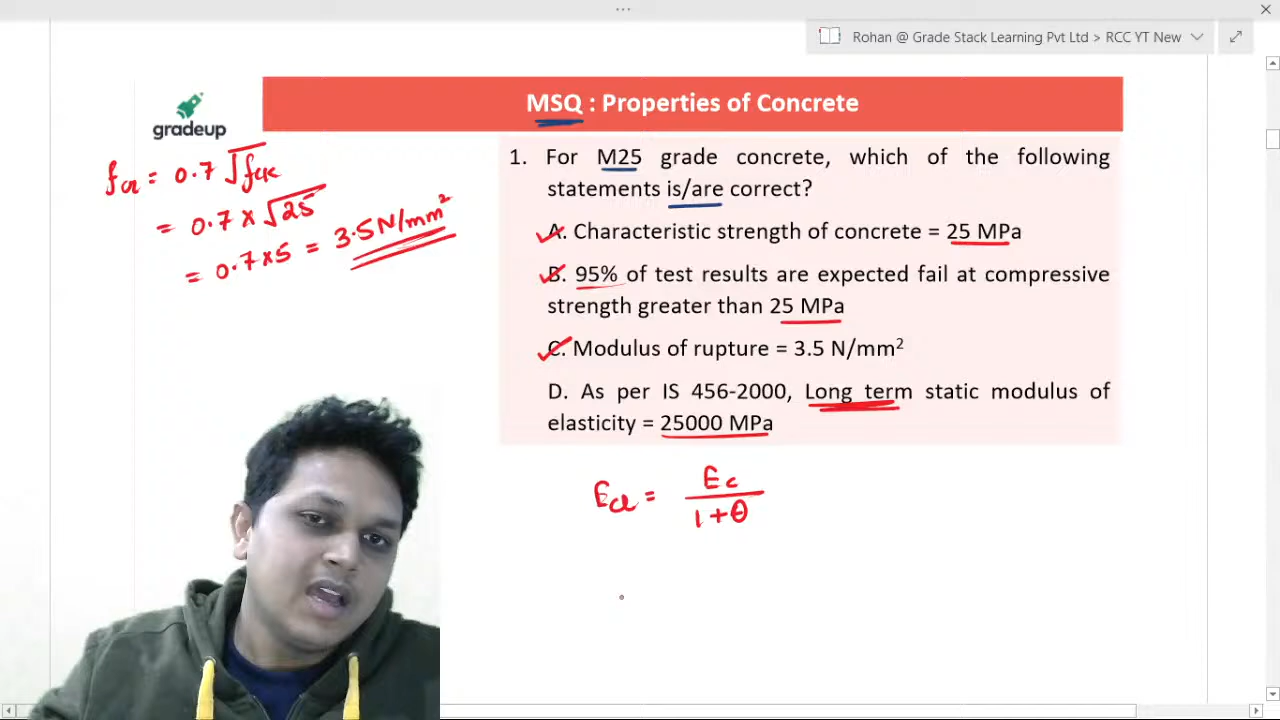 Rohan @ Grade Stack Learning Pvt Ltd > RCC YT New
gradeup
MSQ : Properties of Concrete
1. For M25 grade concrete, which of the following
statements is/are correct?
A. Characteristic strength of concrete = 25 MPa
B. 95% of test results are expected fail at compressive
strength greater than 25 MPa
C. Modulus of rupture = 3.5 N/mm²
D. As per IS 456-2000, Long term static modulus of
elasticity = 25000 MPa
fcr = 0.7 √fck
= 0.7 × √25
= 0.7 × 5 = 3.5 N/mm²
Ecl = Ec
1+θ